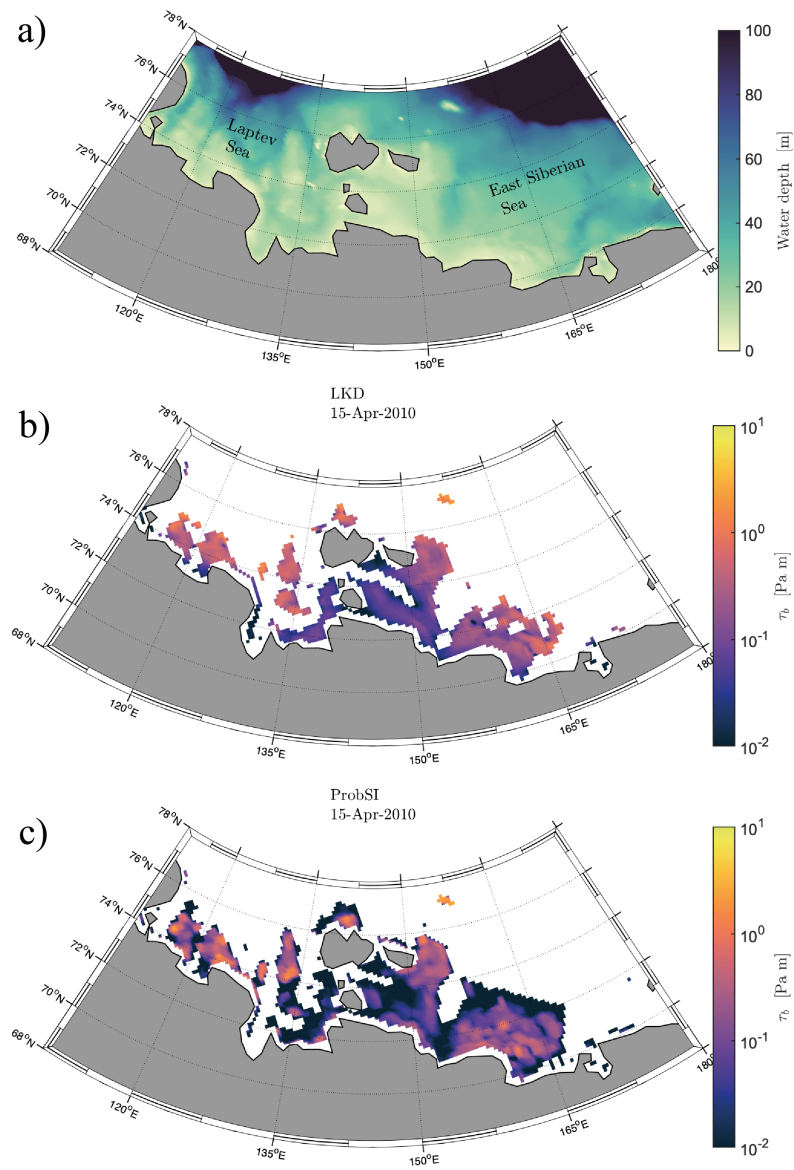 a)
78°N
76°N
74°N
72°N
70°N
68°N
Laptev
Sea
East Siberian
Sea
120°E
135°E
150°E
165°E
180°
100
80
60
40
20
0
Water depth [m]
LKD
15-Apr-2010
b)
78°N
76°N
74°N
72°N
70°N
68°N
120°E
135°E
150°E
165°E
180°
10¹
10⁰
10⁻¹
10⁻²
τ_b [Pa m]
ProbSI
15-Apr-2010
c)
78°N
76°N
74°N
72°N
70°N
68°N
120°E
135°E
150°E
165°E
180°
10¹
10⁰
10⁻¹
10⁻²
τ_b [Pa m]